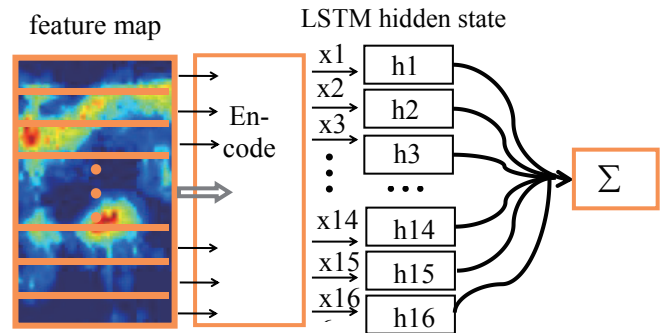 feature map
LSTM hidden state
En-
code
x1
h1
x2
h2
x3
h3
x14
h14
x15
h15
x16
h16
Σ